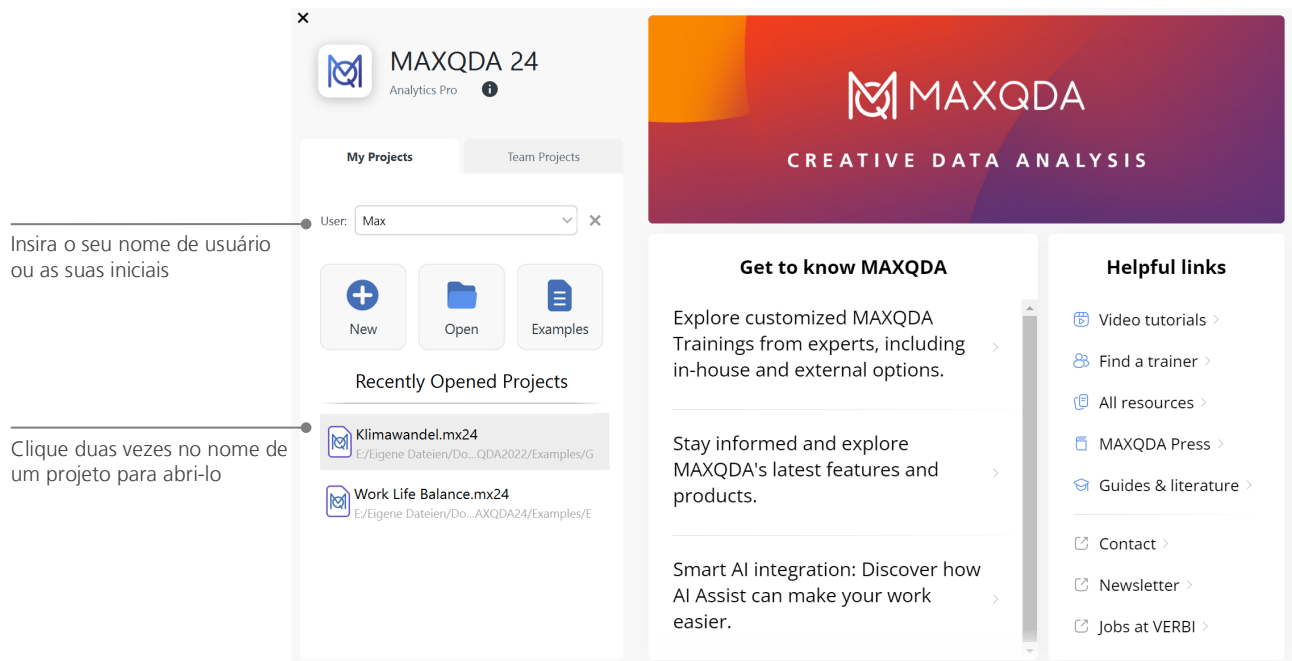 MAXQDA 24
Analytics Pro
My Projects
Team Projects
User:
Max
Insira o seu nome de usuário
ou as suas iniciais
New
Open
Examples
Recently Opened Projects
Clique duas vezes no nome de
um projeto para abri-lo
Klimawandel.mx24
E:/Eigene Dateien/Do...QDA2022/Examples/G
Work Life Balance.mx24
E:/Eigene Dateien/Do...AXQDA24/Examples/E
MAXQDA
CREATIVE DATA ANALYSIS
Get to know MAXQDA
Explore customized MAXQDA
Trainings from experts, including
in-house and external options.
Stay informed and explore
MAXQDA's latest features and
products.
Smart AI integration: Discover how
AI Assist can make your work
easier.
Helpful links
Video tutorials
Find a trainer
All resources
MAXQDA Press
Guides & literature
Contact
Newsletter
Jobs at VERBI